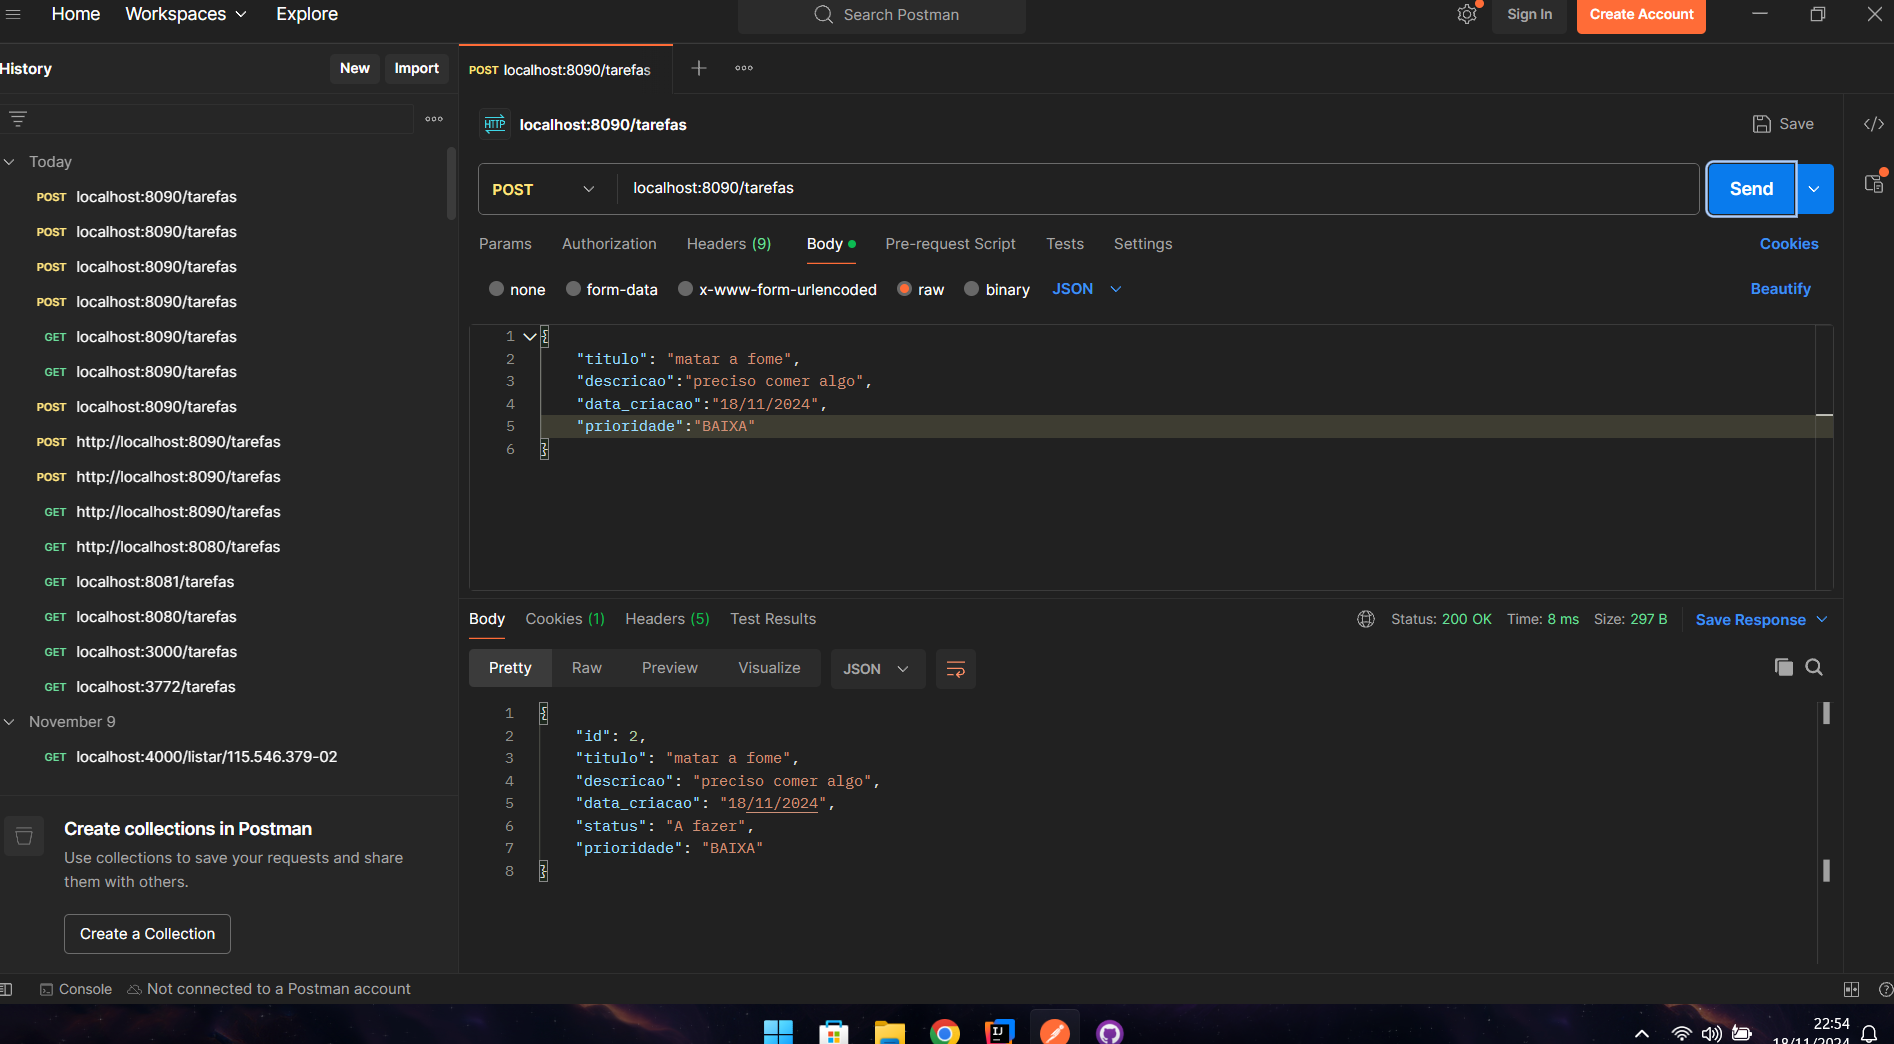 Home Workspaces Explore Search Postman Sign In Create Account
History New Import POST localhost:8090/tarefas
HTTP localhost:8090/tarefas Save
Today
POST localhost:8090/tarefas
POST localhost:8090/tarefas
POST localhost:8090/tarefas
POST localhost:8090/tarefas
GET localhost:8090/tarefas
GET localhost:8090/tarefas
POST localhost:8090/tarefas
POST http://localhost:8090/tarefas
POST http://localhost:8090/tarefas
GET http://localhost:8090/tarefas
GET http://localhost:8080/tarefas
GET localhost:8081/tarefas
GET localhost:8080/tarefas
GET localhost:3000/tarefas
GET localhost:3772/tarefas
November 9
GET localhost:4000/listar/115.546.379-02
Create collections in Postman
Use collections to save your requests and share
them with others.
Create a Collection
POST localhost:8090/tarefas Send
Params Authorization Headers (9) Body Pre-request Script Tests Settings Cookies
none form-data x-www-form-urlencoded raw binary JSON Beautify
1 {
2 "titulo": "matar a fome",
3 "descricao":"preciso comer algo",
4 "data_criacao":"18/11/2024",
5 "prioridade":"BAIXA"
6 }
Body Cookies (1) Headers (5) Test Results Status: 200 OK Time: 8 ms Size: 297 B Save Response
Pretty Raw Preview Visualize JSON
1 {
2 "id": 2,
3 "titulo": "matar a fome",
4 "descricao": "preciso comer algo",
5 "data_criacao": "18/11/2024",
6 "status": "A fazer",
7 "prioridade": "BAIXA"
8 }
Console Not connected to a Postman account
22:54
18/11/2024